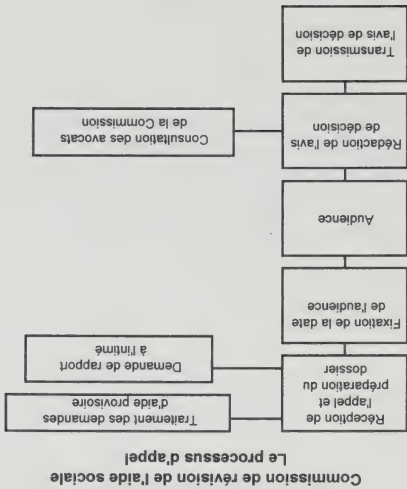 Commission de révision de l'aide sociale
Le processus d'appel
Réception de
l'appel et
préparation du
dossier
Traitement des demandes
d'aide provisoire
Demande de rapport
à l'intimé
Fixation de la date
de l'audience
Audience
Rédaction de l'avis
de décision
Consultation des avocats
de la Commission
Transmission de
l'avis de décision